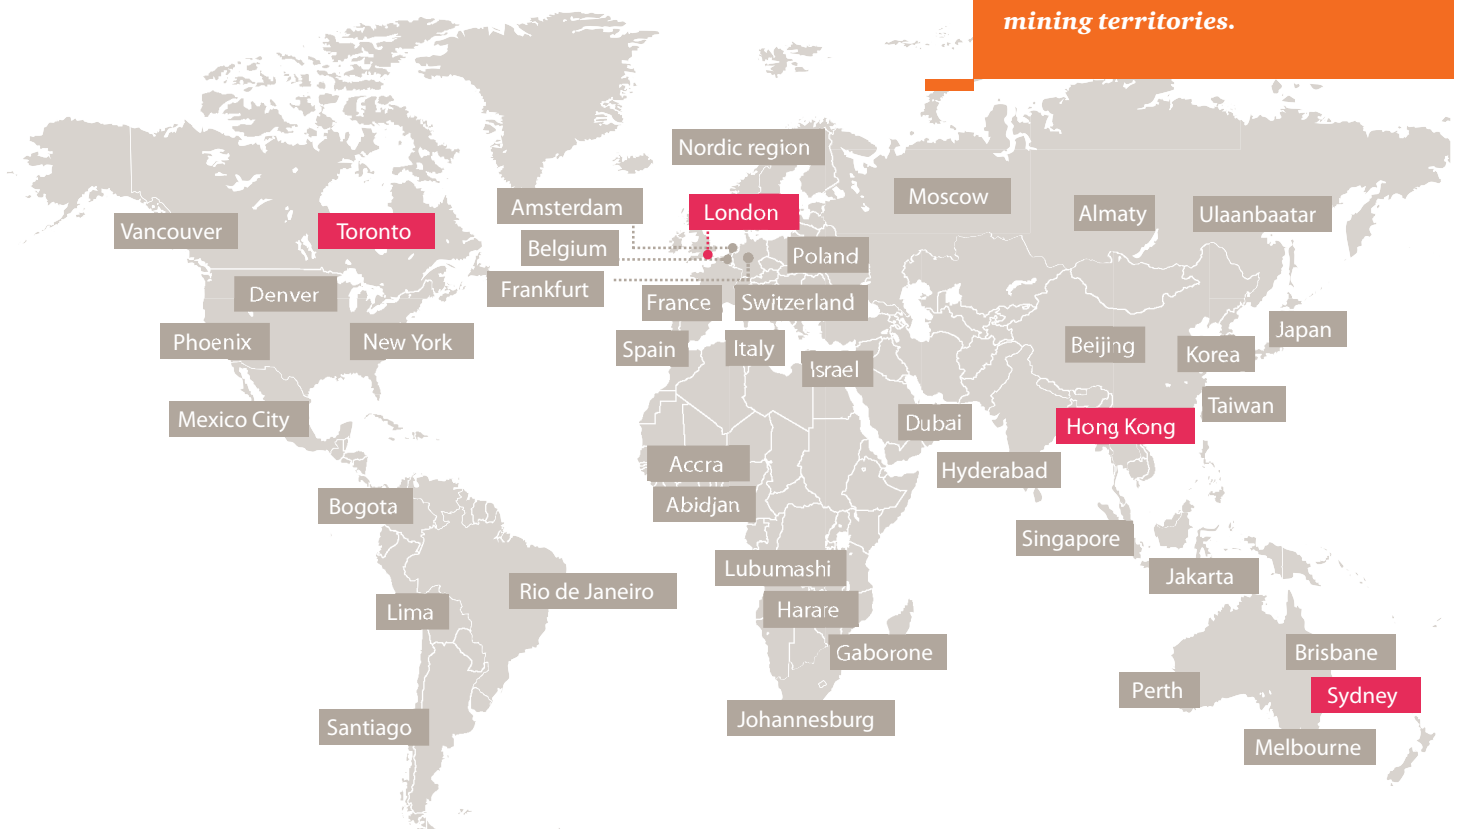 mining territories.
Nordic region
Moscow
Amsterdam
London
Almaty
Ulaanbaatar
Vancouver
Toronto
Belgium
Poland
Frankfurt
Denver
France
Switzerland
Phoenix
New York
Spain
Italy
Beijing
Korea
Japan
Israel
Mexico City
Dubai
Hong Kong
Taiwan
Accra
Hyderabad
Bogota
Abidjan
Singapore
Lubumashi
Jakarta
Rio de Janeiro
Lima
Harare
Gaborone
Brisbane
Perth
Sydney
Santiago
Johannesburg
Melbourne